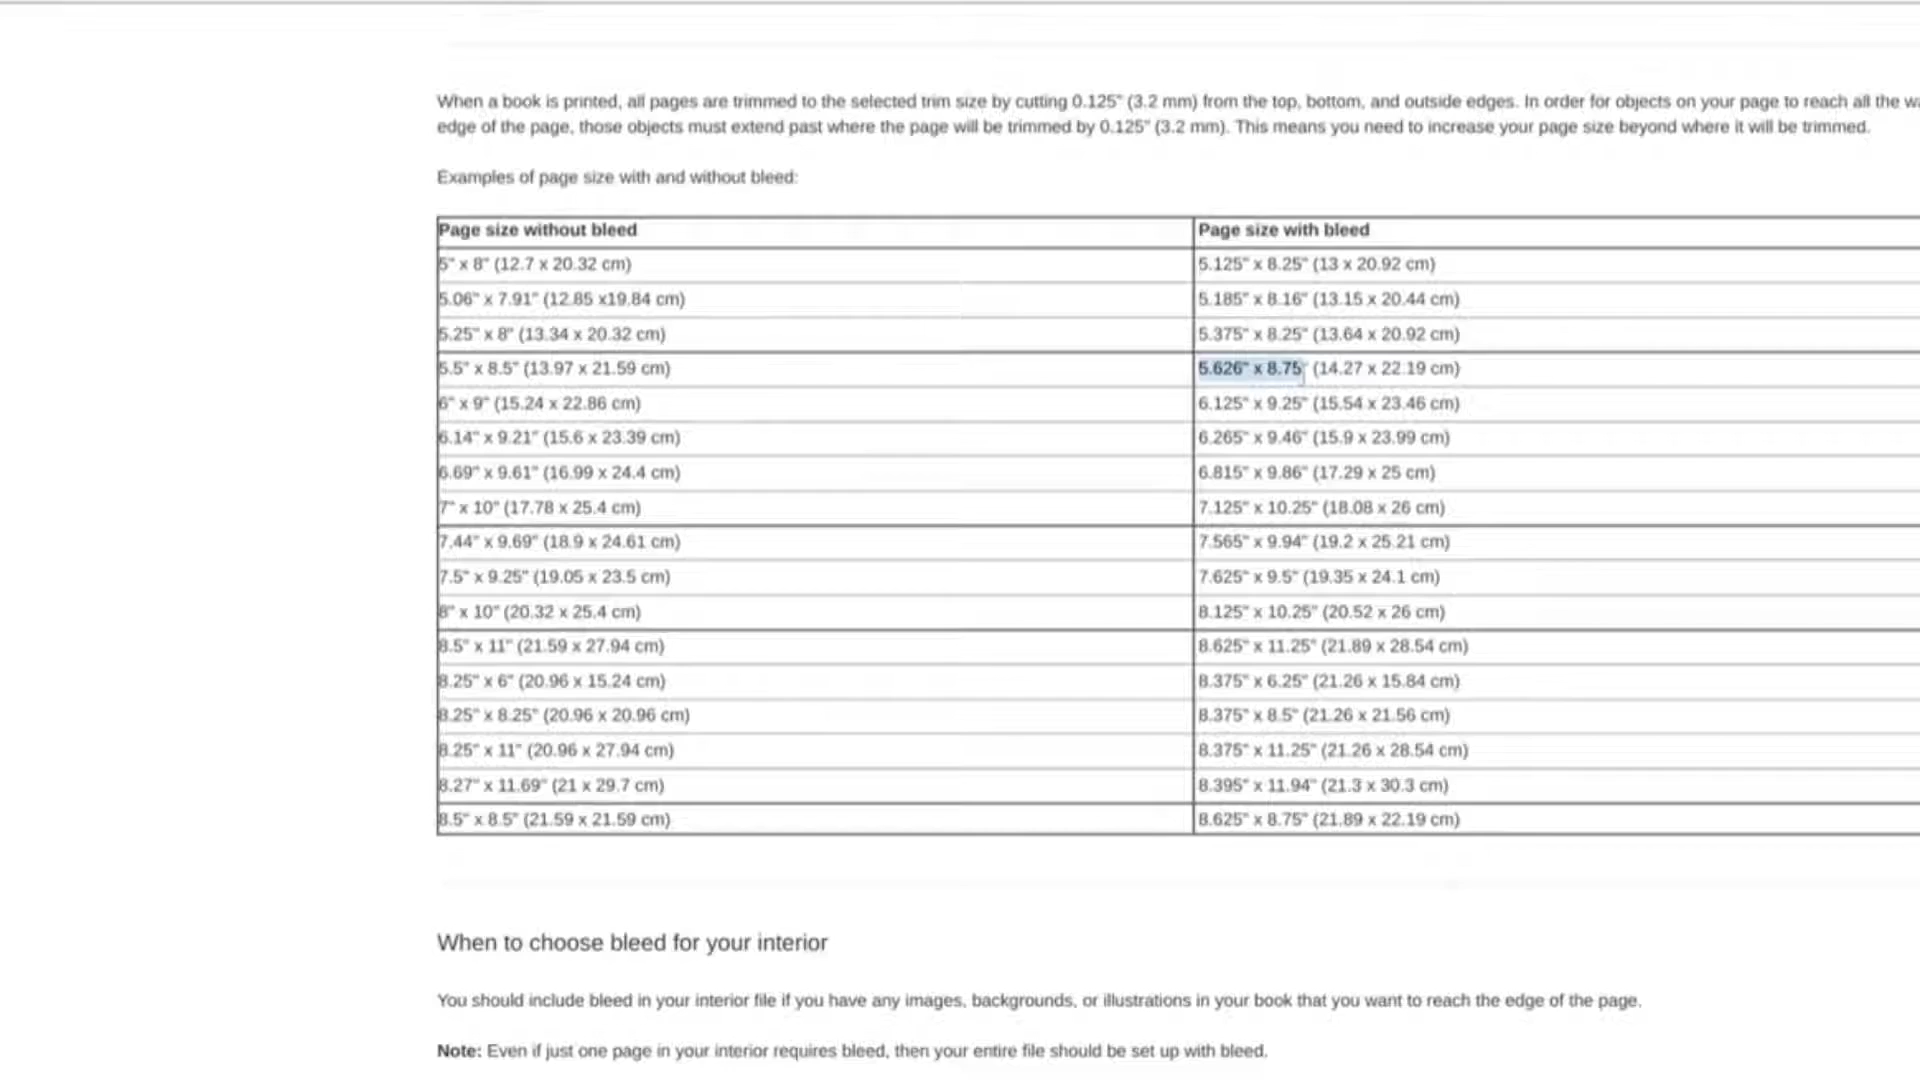 When a book is printed, all pages are trimmed to the selected trim size by cutting 0.125" (3.2 mm) from the top, bottom, and outside edges. In order for objects on your page to reach all the
edge of the page, those objects must extend past where the page will be trimmed by 0.125" (3.2 mm). This means you need to increase your page size beyond where it will be trimmed.
Examples of page size with and without bleed:
Page size without bleed Page size with bleed
5" x 8" (12.7 x 20.32 cm) 5.125" x 8.25" (13 x 20.92 cm)
5.06" x 7.91" (12.85 x19.84 cm) 5.185" x 8.16" (13.15 x 20.44 cm)
5.25" x 8" (13.34 x 20.32 cm) 5.375" x 8.25" (13.64 x 20.92 cm)
5.5" x 8.5" (13.97 x 21.59 cm) 5.626" x 8.75" (14.27 x 22.19 cm)
6" x 9" (15.24 x 22.86 cm) 6.125" x 9.25" (15.54 x 23.46 cm)
6.14" x 9.21" (15.6 x 23.39 cm) 6.265" x 9.46" (15.9 x 23.99 cm)
6.69" x 9.61" (16.99 x 24.4 cm) 6.815" x 9.86" (17.29 x 25 cm)
7" x 10" (17.78 x 25.4 cm) 7.125" x 10.25" (18.08 x 26 cm)
7.44" x 9.69" (18.9 x 24.61 cm) 7.565" x 9.94" (19.2 x 25.21 cm)
7.5" x 9.25" (19.05 x 23.5 cm) 7.625" x 9.5" (19.35 x 24.1 cm)
8" x 10" (20.32 x 25.4 cm) 8.125" x 10.25" (20.52 x 26 cm)
8.5" x 11" (21.59 x 27.94 cm) 8.625" x 11.25" (21.89 x 28.54 cm)
8.25" x 6" (20.96 x 15.24 cm) 8.375" x 6.25" (21.26 x 15.84 cm)
8.25" x 8.25" (20.96 x 20.96 cm) 8.375" x 8.5" (21.26 x 21.56 cm)
8.25" x 11" (20.96 x 27.94 cm) 8.375" x 11.25" (21.26 x 28.54 cm)
8.27" x 11.69" (21 x 29.7 cm) 8.395" x 11.94" (21.3 x 30.3 cm)
8.5" x 8.5" (21.59 x 21.59 cm) 8.625" x 8.75" (21.89 x 22.19 cm)
When to choose bleed for your interior
You should include bleed in your interior file if you have any images, backgrounds, or illustrations in your book that you want to reach the edge of the page.
Note: Even if just one page in your interior requires bleed, then your entire file should be set up with bleed.